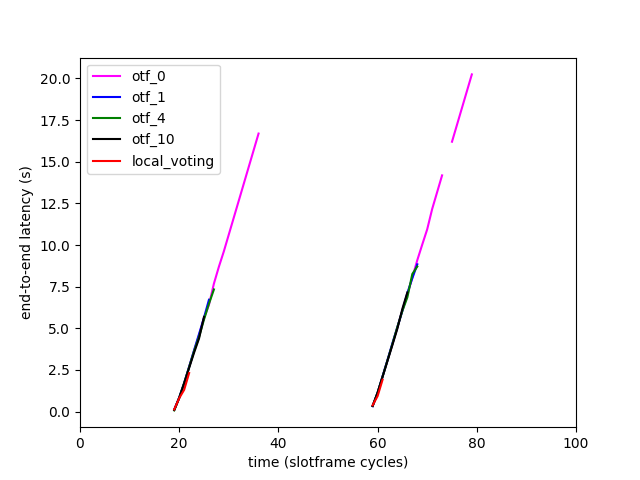 otf_0
otf_1
otf_4
otf_10
local_voting
end-to-end latency (s)
20.0
17.5
15.0
12.5
10.0
7.5
5.0
2.5
0.0
0 20 40 60 80 100
time (slotframe cycles)